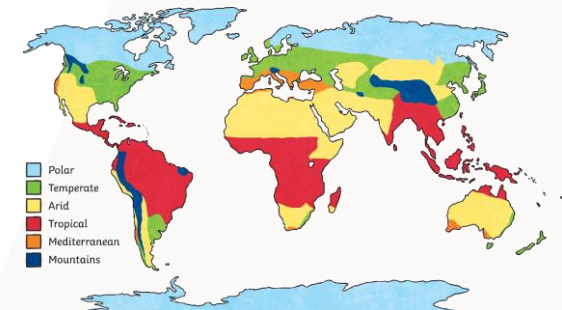 Polar
Temperate
Arid
Tropical
Mediterranean
Mountains